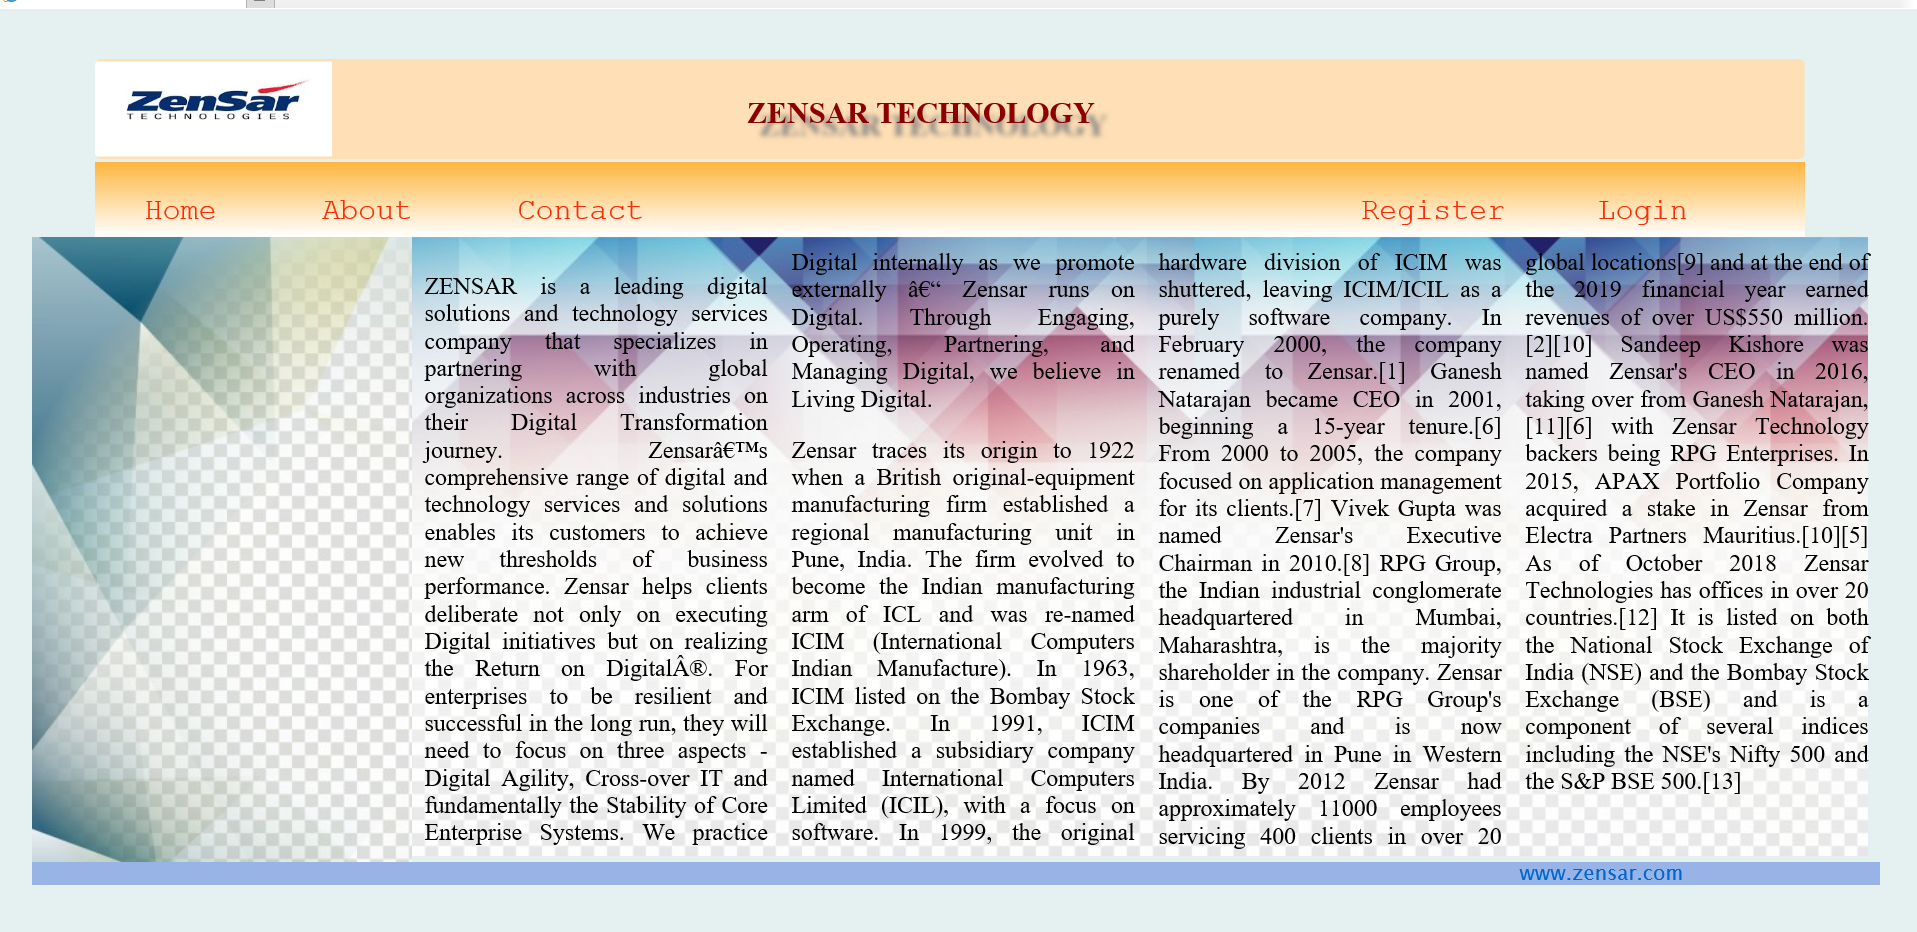 ZenSar
TECHNOLOGIES
ZENSAR TECHNOLOGY
Home
About
Contact
Register
Login
ZENSAR is a leading digital
solutions and technology services
company that specializes in
partnering with global
organizations across industries on
their Digital Transformation
journey. Zensarâ€™s
comprehensive range of digital and
technology services and solutions
enables its customers to achieve
new thresholds of business
performance. Zensar helps clients
deliberate not only on executing
Digital initiatives but on realizing
the Return on DigitalÂ®. For
enterprises to be resilient and
successful in the long run, they will
need to focus on three aspects -
Digital Agility, Cross-over IT and
fundamentally the Stability of Core
Enterprise Systems. We practice
Digital internally as we promote
externally â€“ Zensar runs on
Digital. Through Engaging,
Operating, Partnering, and
Managing Digital, we believe in
Living Digital.
Zensar traces its origin to 1922
when a British original-equipment
manufacturing firm established a
regional manufacturing unit in
Pune, India. The firm evolved to
become the Indian manufacturing
arm of ICL and was re-named
ICIM (International Computers
Indian Manufacture). In 1963,
ICIM listed on the Bombay Stock
Exchange. In 1991, ICIM
established a subsidiary company
named International Computers
Limited (ICIL), with a focus on
software. In 1999, the original
hardware division of ICIM was
shuttered, leaving ICIM/ICIL as a
purely software company. In
February 2000, the company
renamed to Zensar.[1] Ganesh
Natarajan became CEO in 2001,
beginning a 15-year tenure.[6]
From 2000 to 2005, the company
focused on application management
for its clients.[7] Vivek Gupta was
named Zensar's Executive
Chairman in 2010.[8] RPG Group,
the Indian industrial conglomerate
headquartered in Mumbai,
Maharashtra, is the majority
shareholder in the company. Zensar
is one of the RPG Group's
companies and is now
headquartered in Pune in Western
India. By 2012 Zensar had
approximately 11000 employees
servicing 400 clients in over 20
global locations[9] and at the end of
the 2019 financial year earned
revenues of over US$550 million.
[2][10] Sandeep Kishore was
named Zensar's CEO in 2016,
taking over from Ganesh Natarajan,
[11][6] with Zensar Technology
backers being RPG Enterprises. In
2015, APAX Portfolio Company
acquired a stake in Zensar from
Electra Partners Mauritius.[10][5]
As of October 2018 Zensar
Technologies has offices in over 20
countries.[12] It is listed on both
the National Stock Exchange of
India (NSE) and the Bombay Stock
Exchange (BSE) and is a
component of several indices
including the NSE's Nifty 500 and
the S&P BSE 500.[13]
www.zensar.com